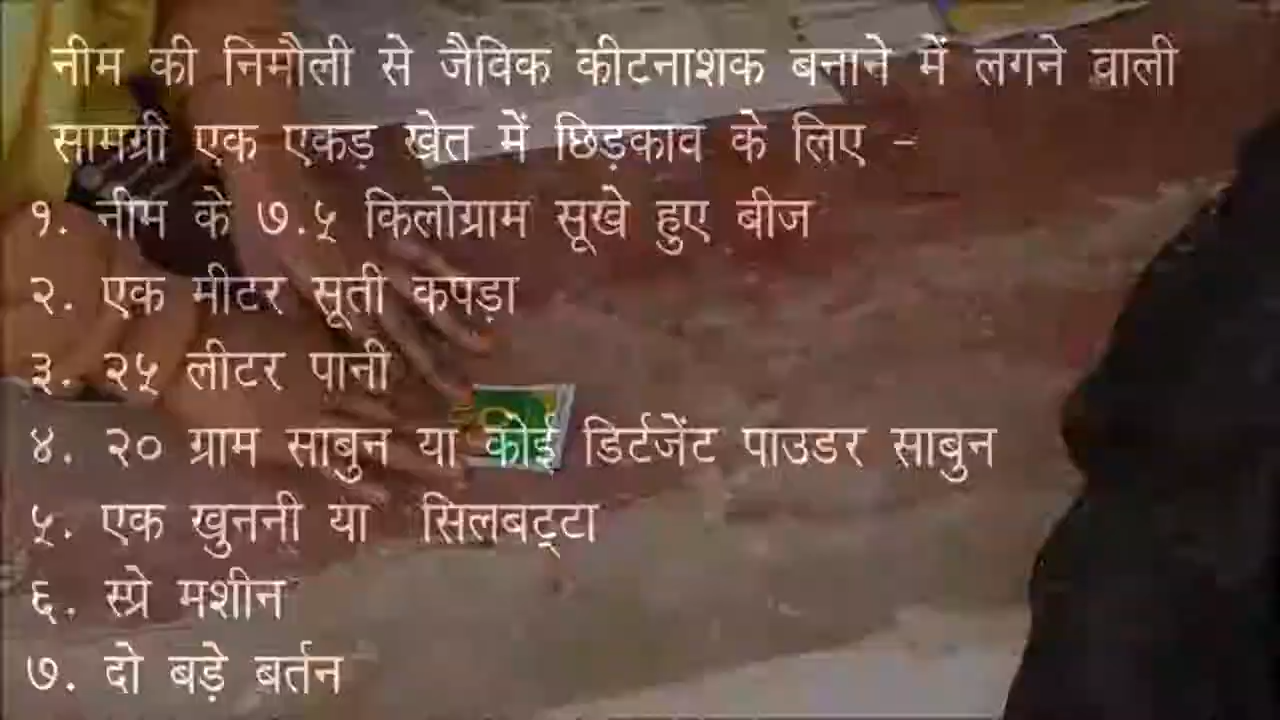 नीम की निमौली से जैविक कीटनाशक बनाने में लगने वाली
सामग्री एक एकड़ खेत में छिड़काव के लिए -
१. नीम के ७.५ किलोग्राम सूखे हुए बीज
२. एक मीटर सूती कपड़ा
३. २५ लीटर पानी
४. २० ग्राम साबुन या कोई डिर्टजेंट पाउडर साबुन
५. एक खुननी या सिलबट्टा
६. स्प्रे मशीन
७. दो बड़े बर्तन